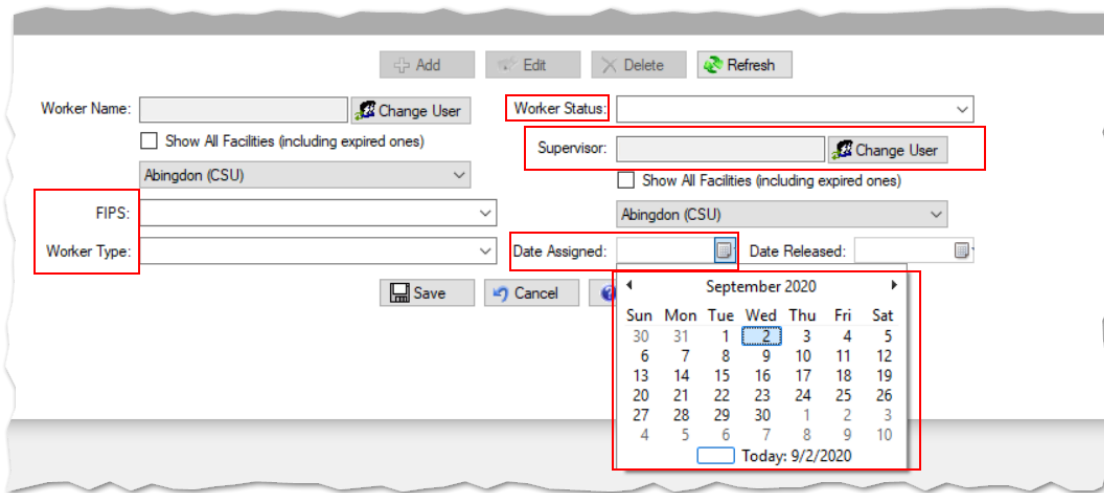 Add Edit Delete Refresh
Worker Name: Change User Worker Status:
Show All Facilities (including expired ones) Supervisor: Change User
Abingdon (CSU) Show All Facilities (including expired ones)
FIPS: Abingdon (CSU)
Worker Type: Date Assigned: Date Released:
Save Cancel
September 2020
Sun Mon Tue Wed Thu Fri Sat
30 31 1 2 3 4 5
6 7 8 9 10 11 12
13 14 15 16 17 18 19
20 21 22 23 24 25 26
27 28 29 30 1 2 3
4 5 6 7 8 9 10
Today: 9/2/2020